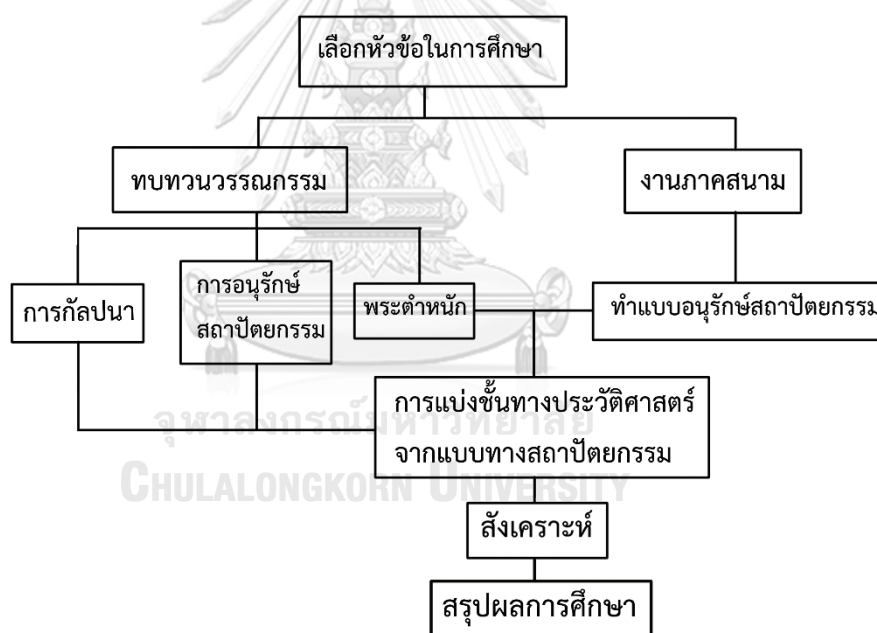 เลือกหัวข้อในการศึกษา
ทบทวนวรรณกรรม
งานภาคสนาม
การกัลปนา
การอนุรักษ์
สถาปัตยกรรม
พระตำหนัก
ทำแบบอนุรักษ์สถาปัตยกรรม
การแบ่งชั้นทางประวัติศาสตร์
จากแบบทางสถาปัตยกรรม
จุฬาลงกรณ์มหาวิทยาลัย
CHULALONGKORN UNIVERSITY
สังเคราะห์
สรุปผลการศึกษา